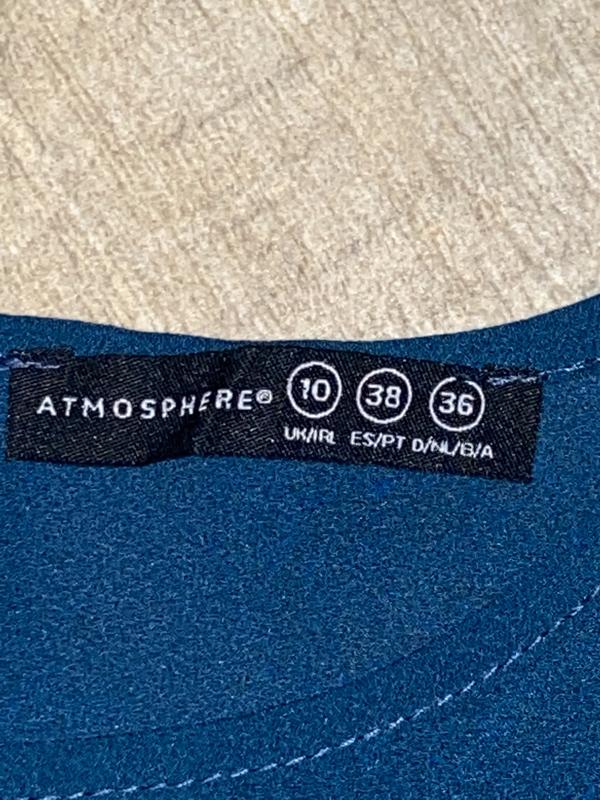 ATMOSPHERE® 10 38 36
UK/IRL ES/PT D/NL/B/A